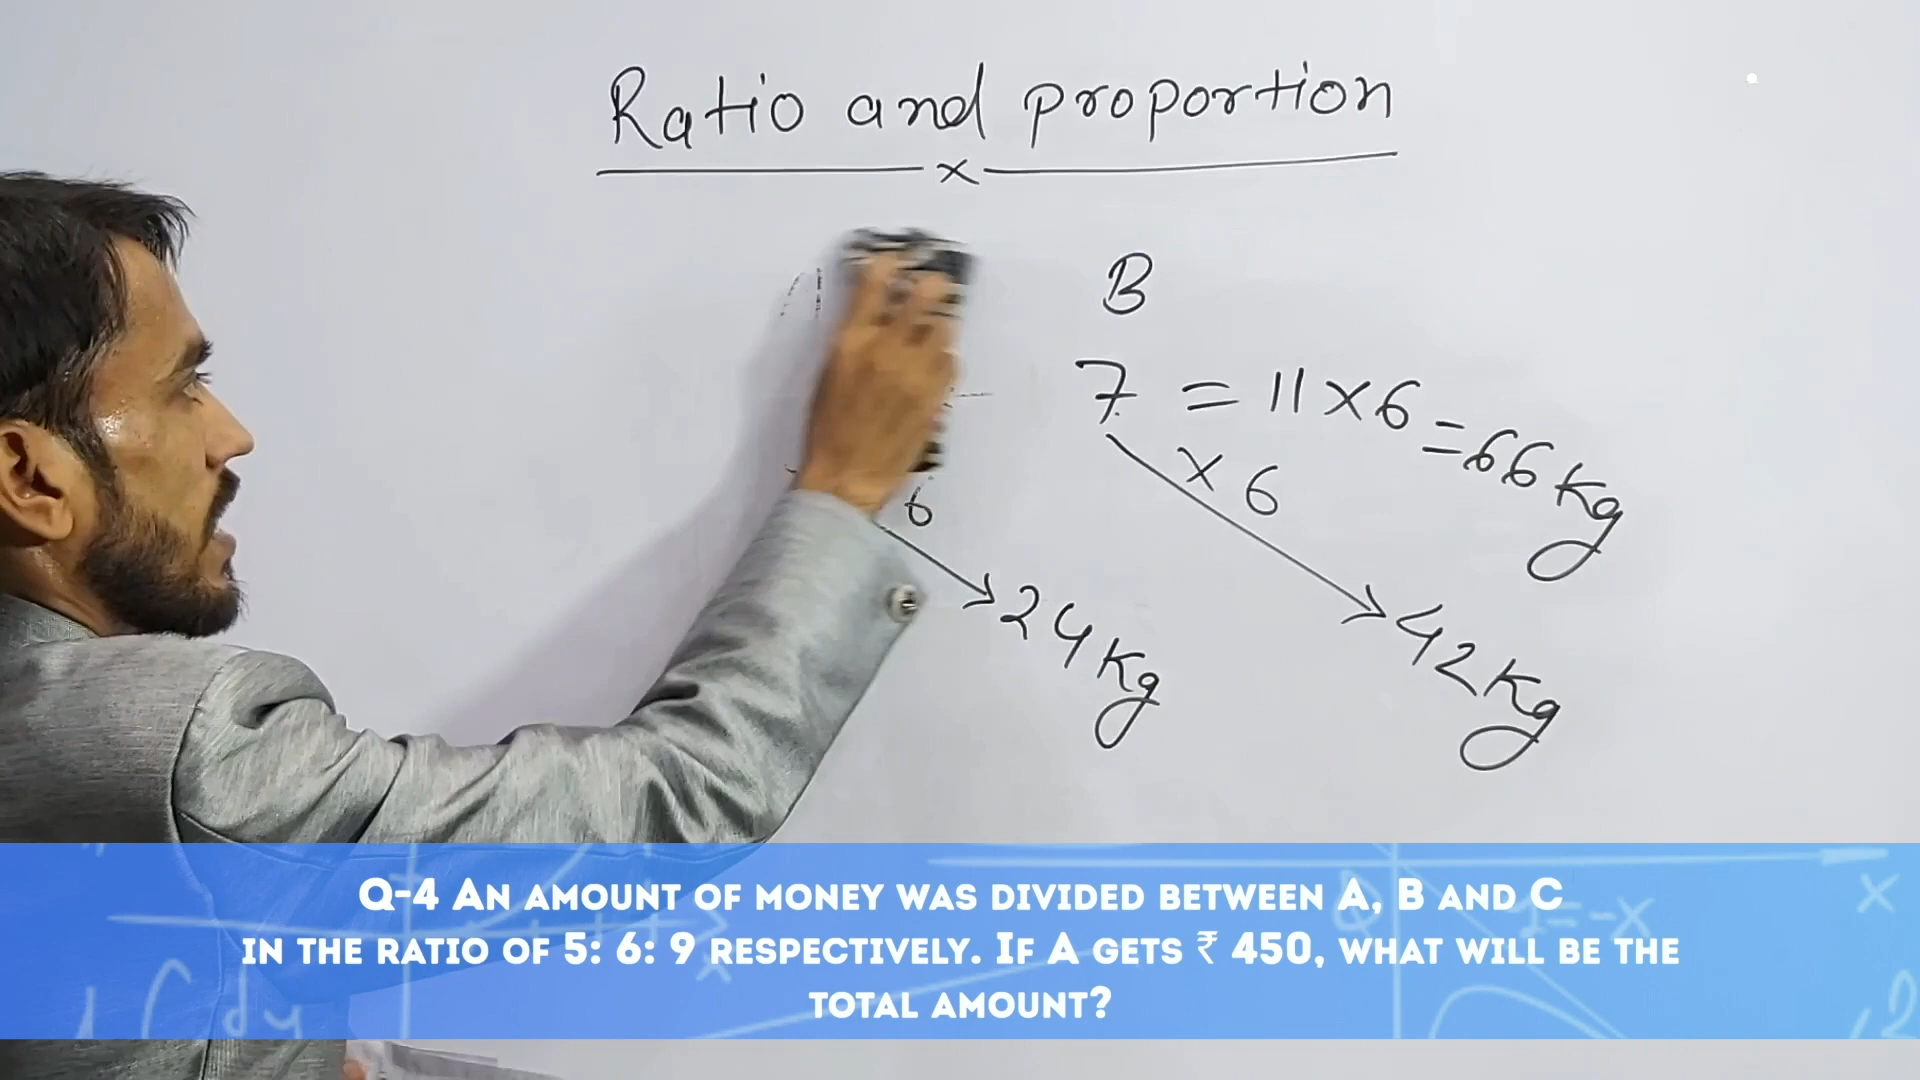 Ratio and proportion
x
B
7 = 11 x 6 = 66 Kg
6
x 6
24 Kg
42 Kg
Q-4 An amount of money was divided between A, B and C
in the ratio of 5: 6: 9 respectively. If A gets ₹ 450, what will be the
total amount?